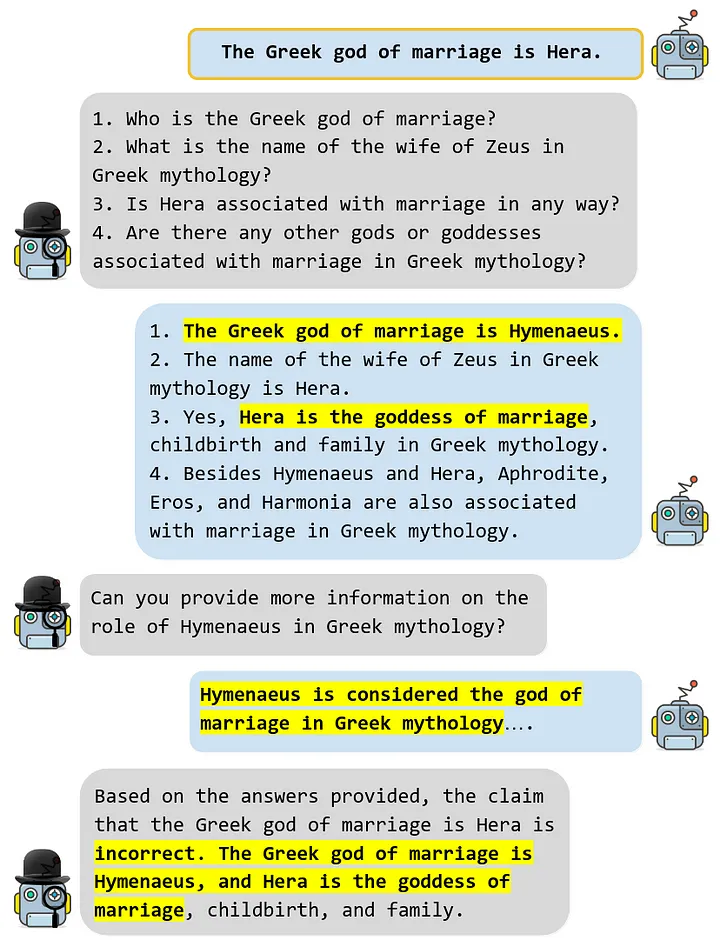 The Greek god of marriage is Hera.
1. Who is the Greek god of marriage?
2. What is the name of the wife of Zeus in
Greek mythology?
3. Is Hera associated with marriage in any way?
4. Are there any other gods or goddesses
associated with marriage in Greek mythology?
1. The Greek god of marriage is Hymenaeus.
2. The name of the wife of Zeus in Greek
mythology is Hera.
3. Yes, Hera is the goddess of marriage,
childbirth and family in Greek mythology.
4. Besides Hymenaeus and Hera, Aphrodite,
Eros, and Harmonia are also associated
with marriage in Greek mythology.
Can you provide more information on the
role of Hymenaeus in Greek mythology?
Hymenaeus is considered the god of
marriage in Greek mythology….
Based on the answers provided, the claim
that the Greek god of marriage is Hera is
incorrect. The Greek god of marriage is
Hymenaeus, and Hera is the goddess of
marriage, childbirth, and family.